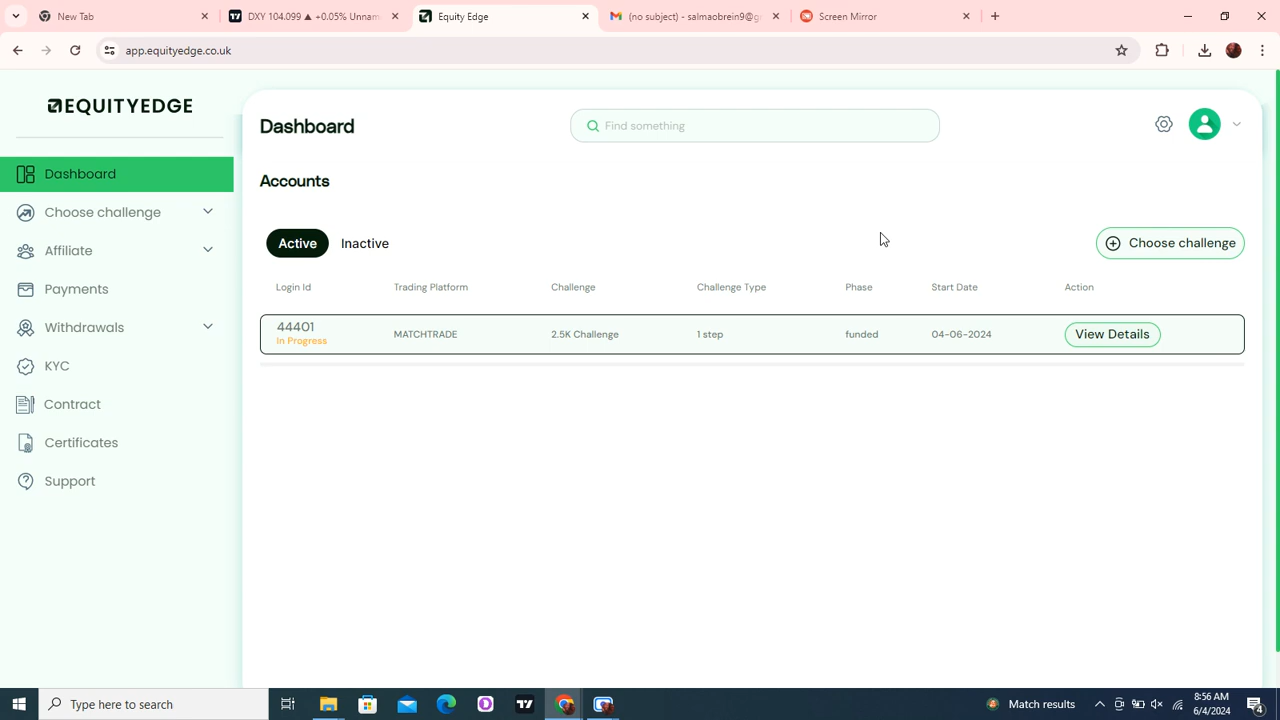 New Tab
DXY 104.099 ▲ +0.05% Unnam
Equity Edge
(no subject) - salmaobrein9@g
Screen Mirror
app.equityedge.co.uk
EQUITYEDGE
Dashboard
Find something
Dashboard
Choose challenge
Affiliate
Payments
Withdrawals
KYC
Contract
Certificates
Support
Accounts
Active Inactive
Choose challenge
Login Id Trading Platform Challenge Challenge Type Phase Start Date Action
44401
In Progress
MATCHTRADE 2.5K Challenge 1 step funded 04-06-2024 View Details
Type here to search
Match results
8:56 AM
6/4/2024
4